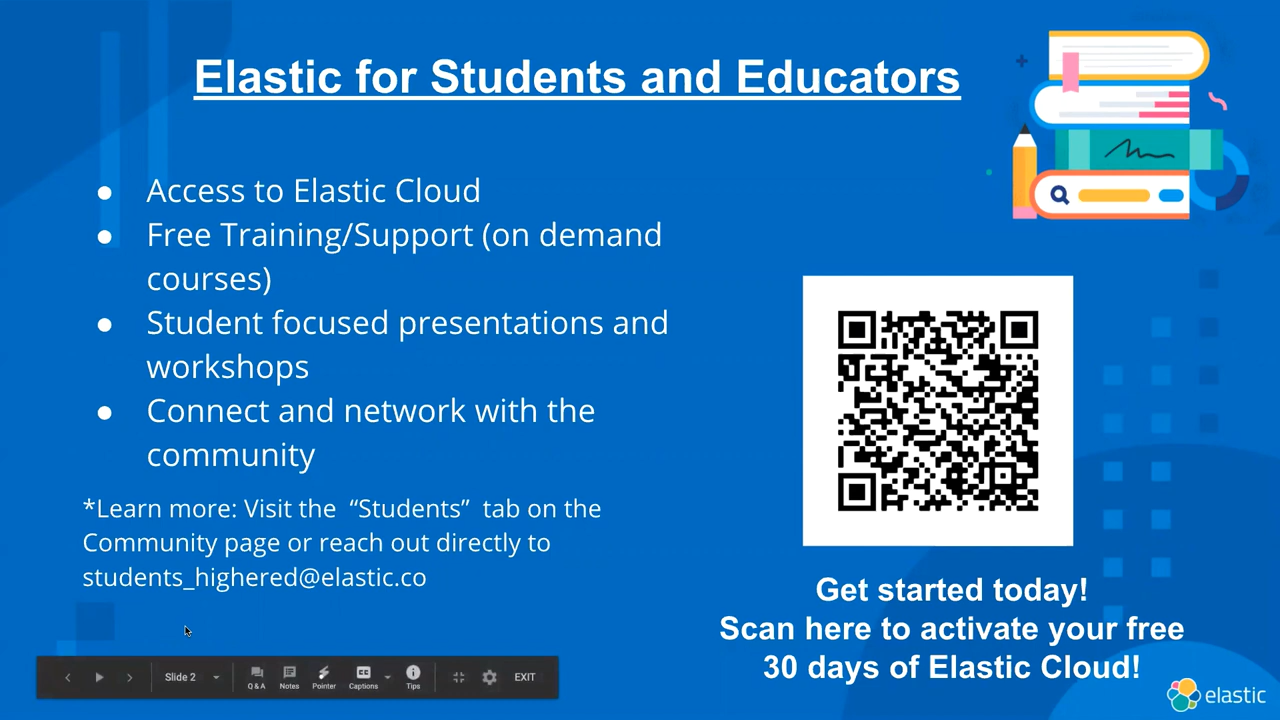 Elastic for Students and Educators
● Access to Elastic Cloud
● Free Training/Support (on demand
courses)
● Student focused presentations and
workshops
● Connect and network with the
community
*Learn more: Visit the “Students” tab on the
Community page or reach out directly to
students_highered@elastic.co
Get started today!
Scan here to activate your free
30 days of Elastic Cloud!
Slide 2
Q & A
Notes
Pointer
CC
Captions
Tips
EXIT
elastic